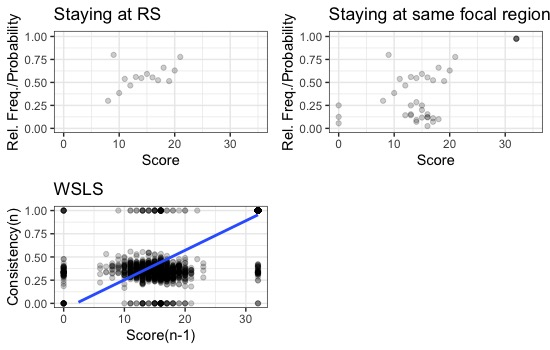 Staying at RS
Rel. Freq./Probability
1.00
0.75
0.50
0.25
0.00
0 10 20 30
Score
Staying at same focal region
Rel. Freq./Probability
1.00
0.75
0.50
0.25
0.00
0 10 20 30
Score
WSLS
Consistency(n)
1.00
0.75
0.50
0.25
0.00
0 10 20 30
Score(n-1)